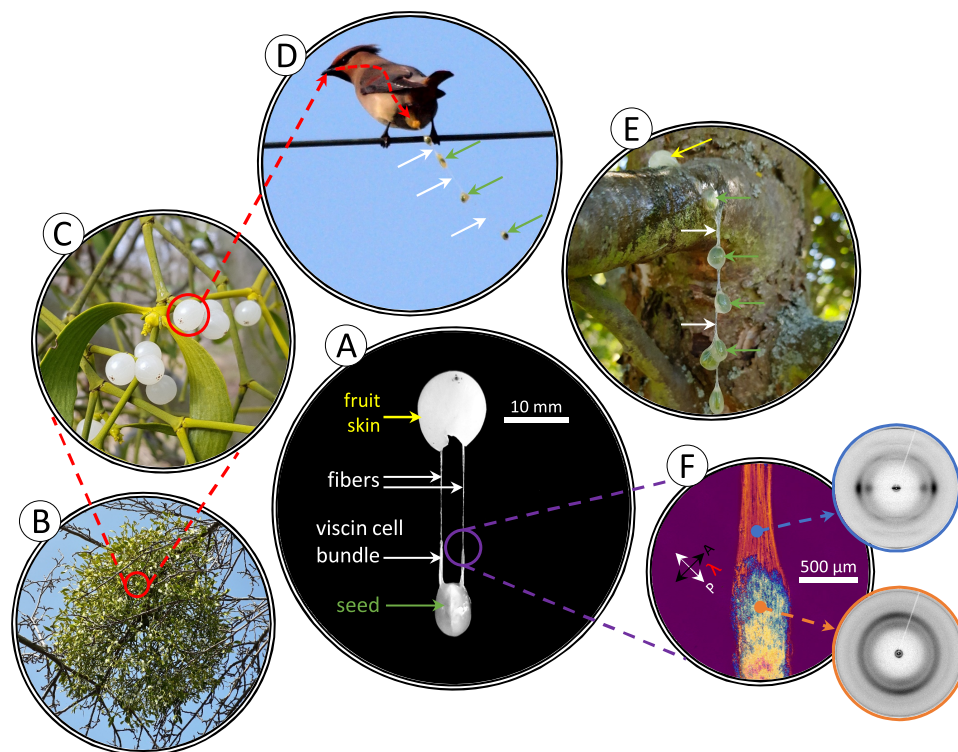 D
E
C
A
fruit
skin
10 mm
fibers
viscin cell
bundle
seed
B
F
A
λ
P
500 µm